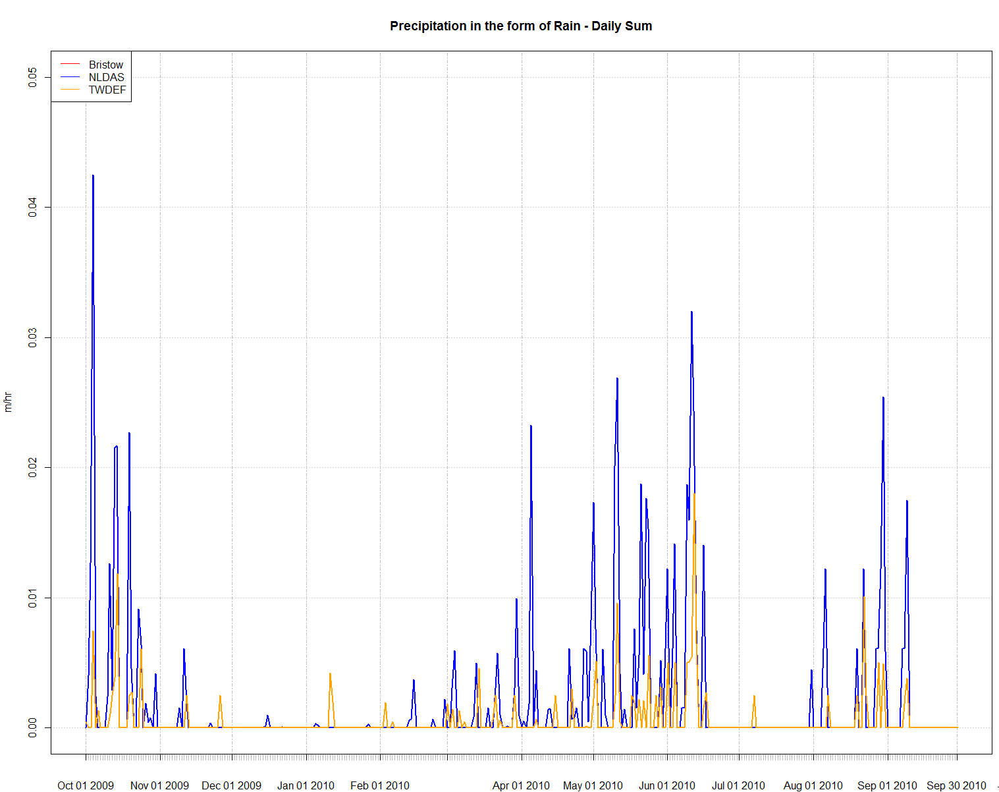 Precipitation in the form of Rain - Daily Sum
Bristow
NLDAS
TWDEF
0.05
0.04
0.03
0.02
0.01
0.00
m/hr
Oct 01 2009 Nov 01 2009 Dec 01 2009 Jan 01 2010 Feb 01 2010 Apr 01 2010 May 01 2010 Jun 01 2010 Jul 01 2010 Aug 01 2010 Sep 01 2010 Sep 30 2010